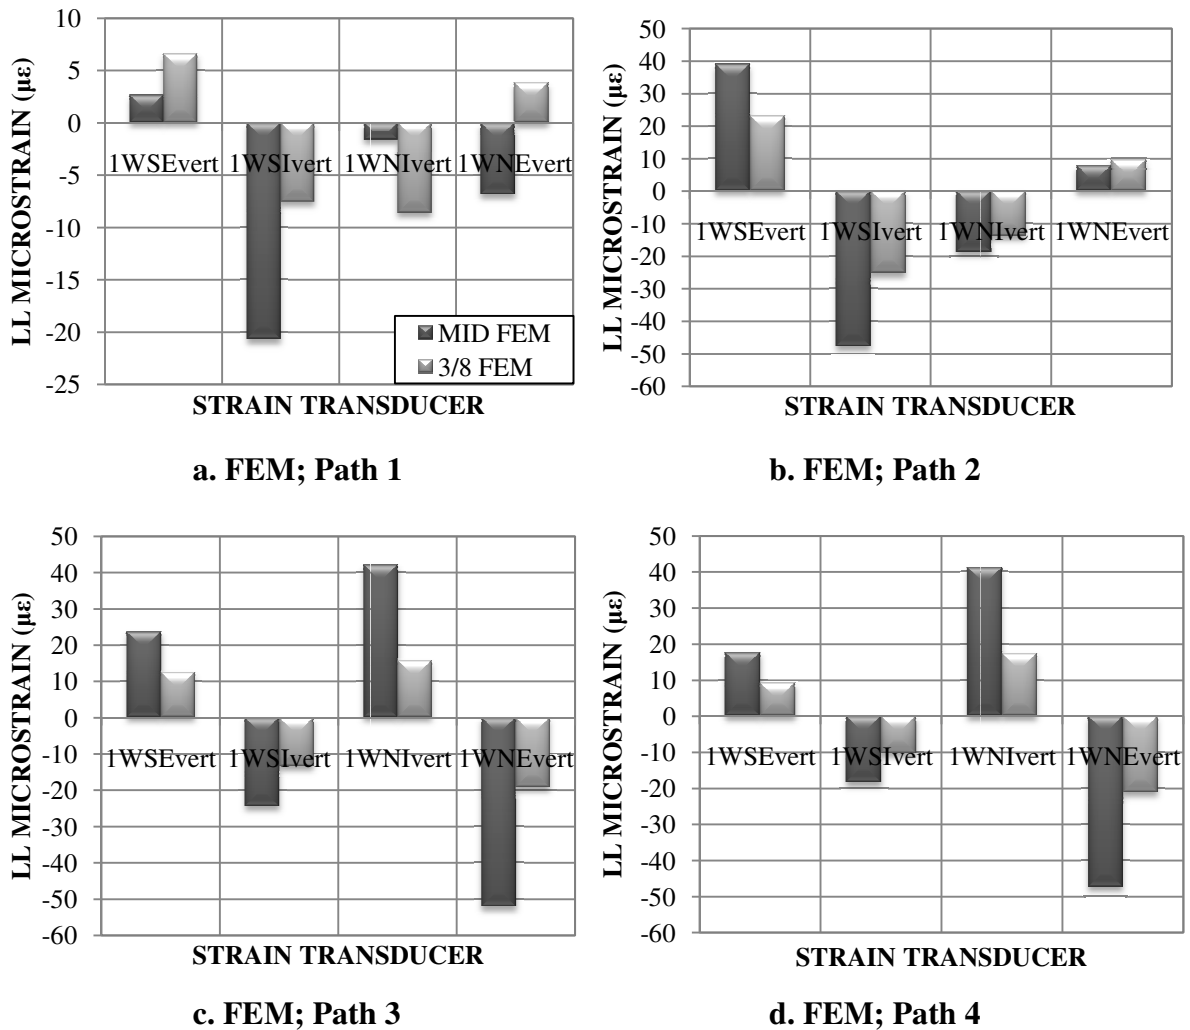 LL MICROSTRAIN (με)
10
5
0
-5
-10
-15
-20
-25
1WSEvert 1WSIvert 1WNIvert 1WNEvert
MID FEM
3/8 FEM
STRAIN TRANSDUCER
a. FEM; Path 1
LL MICROSTRAIN (με)
50
40
30
20
10
0
-10
-20
-30
-40
-50
-60
1WSEvert 1WSIvert 1WNIvert 1WNEvert
STRAIN TRANSDUCER
b. FEM; Path 2
LL MICROSTRAIN (με)
50
40
30
20
10
0
-10
-20
-30
-40
-50
-60
1WSEvert 1WSIvert 1WNIvert 1WNEvert
STRAIN TRANSDUCER
c. FEM; Path 3
LL MICROSTRAIN (με)
50
40
30
20
10
0
-10
-20
-30
-40
-50
-60
1WSEvert 1WSIvert 1WNIvert 1WNEvert
STRAIN TRANSDUCER
d. FEM; Path 4